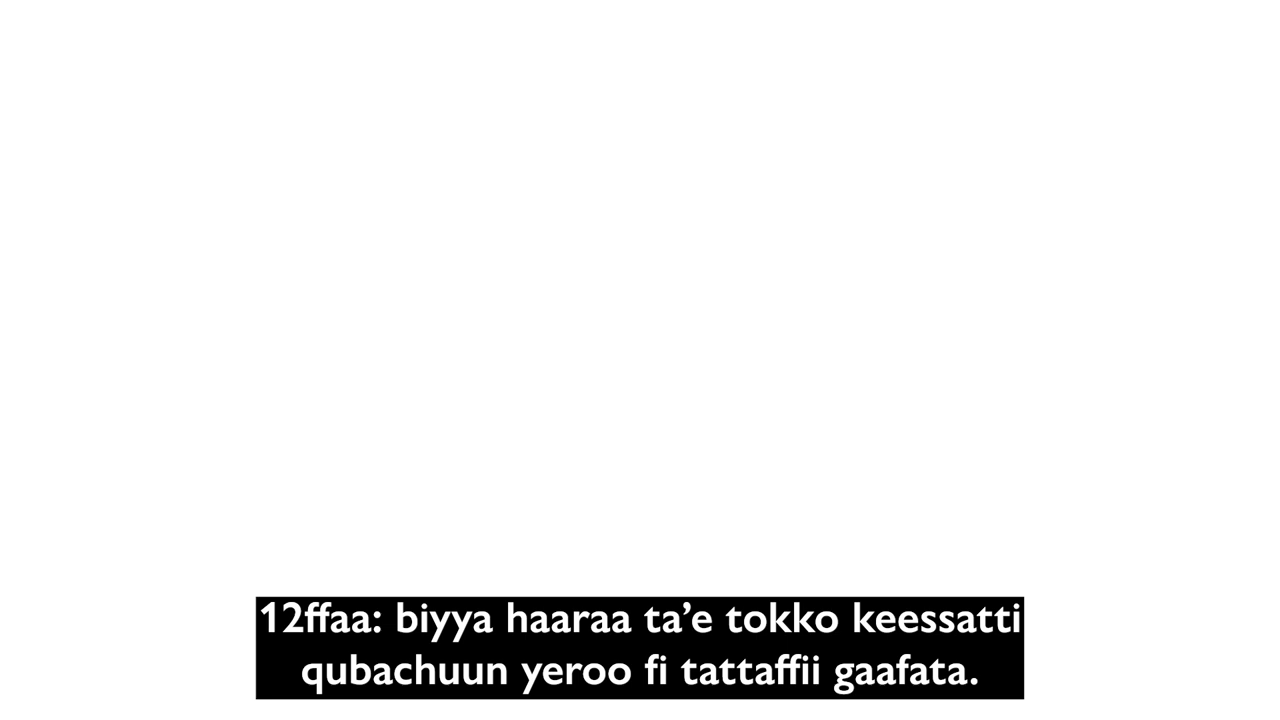 12ffaa: biyya haaraa ta’e tokko keessatti
qubachuun yeroo fi tattaffii gaafata.